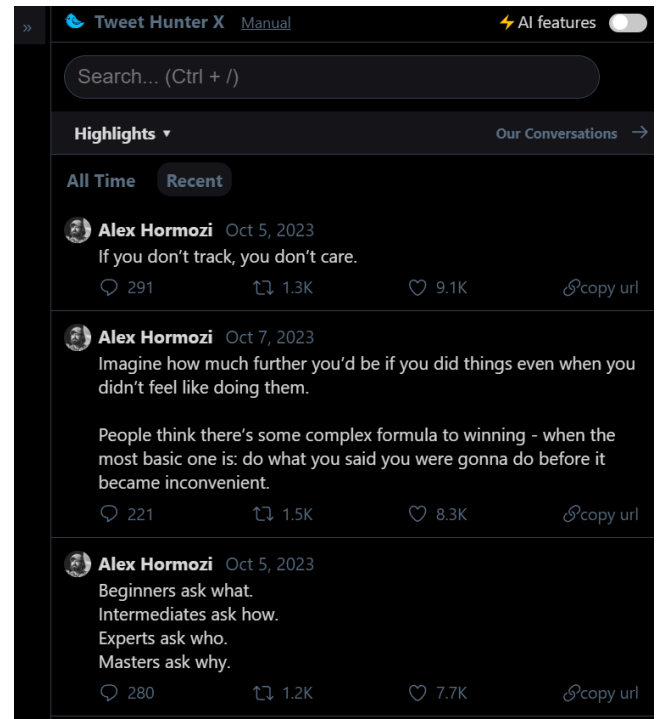 »
Tweet Hunter X Manual
⚡ AI features
Search... (Ctrl + /)
Highlights ▾
Our Conversations →
All Time Recent
Alex Hormozi Oct 5, 2023
If you don’t track, you don’t care.
291 1.3K 9.1K copy url
Alex Hormozi Oct 7, 2023
Imagine how much further you’d be if you did things even when you
didn’t feel like doing them.
People think there’s some complex formula to winning - when the
most basic one is: do what you said you were gonna do before it
became inconvenient.
221 1.5K 8.3K copy url
Alex Hormozi Oct 5, 2023
Beginners ask what.
Intermediates ask how.
Experts ask who.
Masters ask why.
280 1.2K 7.7K copy url